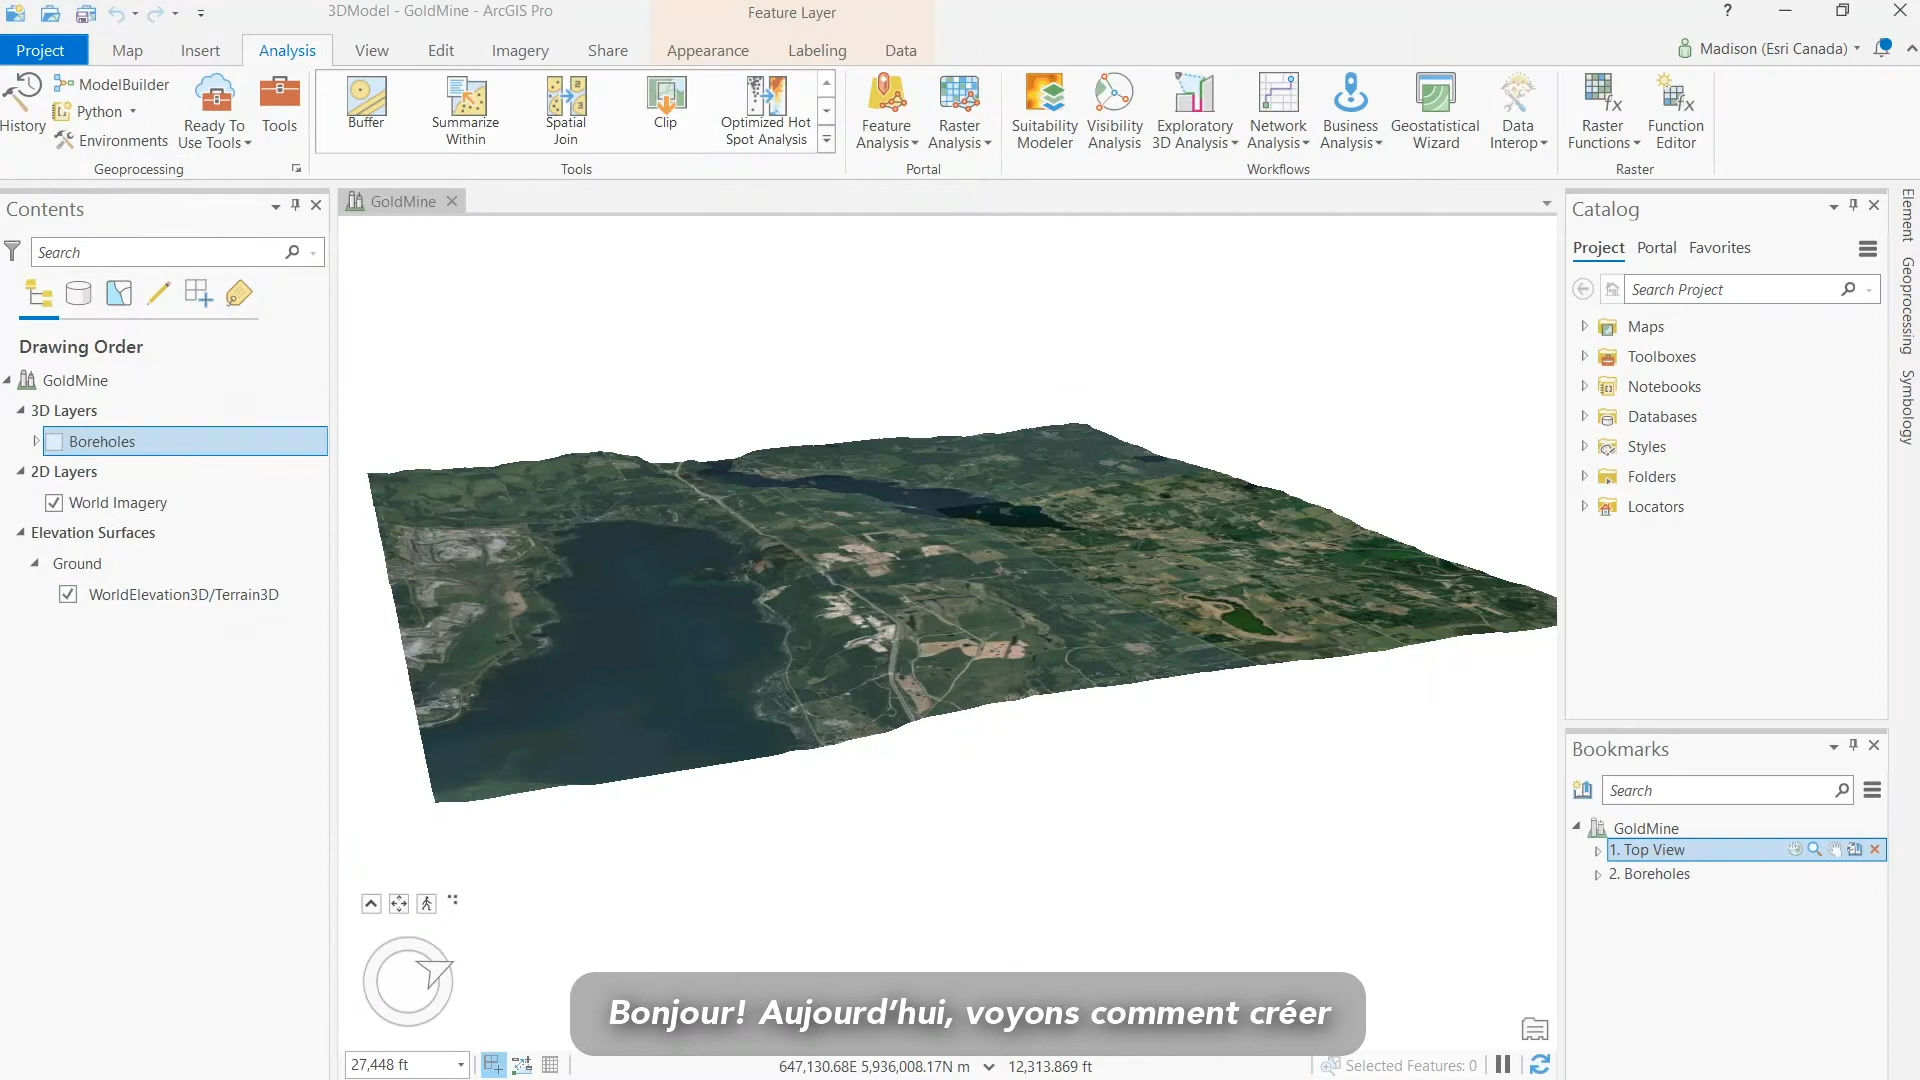 3DModel - GoldMine - ArcGIS Pro
Feature Layer
?
Project
Map
Insert
Analysis
View
Edit
Imagery
Share
Appearance
Labeling
Data
Madison (Esri Canada)
History
ModelBuilder
Python
Environments
Ready To
Use Tools
Tools
Geoprocessing
Buffer
Summarize
Within
Spatial
Join
Clip
Optimized Hot
Spot Analysis
Tools
Feature
Analysis
Raster
Analysis
Portal
Suitability
Modeler
Visibility
Analysis
Exploratory
3D Analysis
Network
Analysis
Business
Analysis
Geostatistical
Wizard
Data
Interop
Workflows
Raster
Functions
Function
Editor
Raster
Contents
Search
Drawing Order
GoldMine
3D Layers
Boreholes
2D Layers
World Imagery
Elevation Surfaces
Ground
WorldElevation3D/Terrain3D
GoldMine
Catalog
Project
Portal
Favorites
Search Project
Maps
Toolboxes
Notebooks
Databases
Styles
Folders
Locators
Element
Geoprocessing
Symbology
Bookmarks
Search
GoldMine
1. Top View
2. Boreholes
Bonjour! Aujourd'hui, voyons comment créer
27,448 ft
647,130.68E 5,936,008.17N m
12,313.869 ft
Selected Features: 0